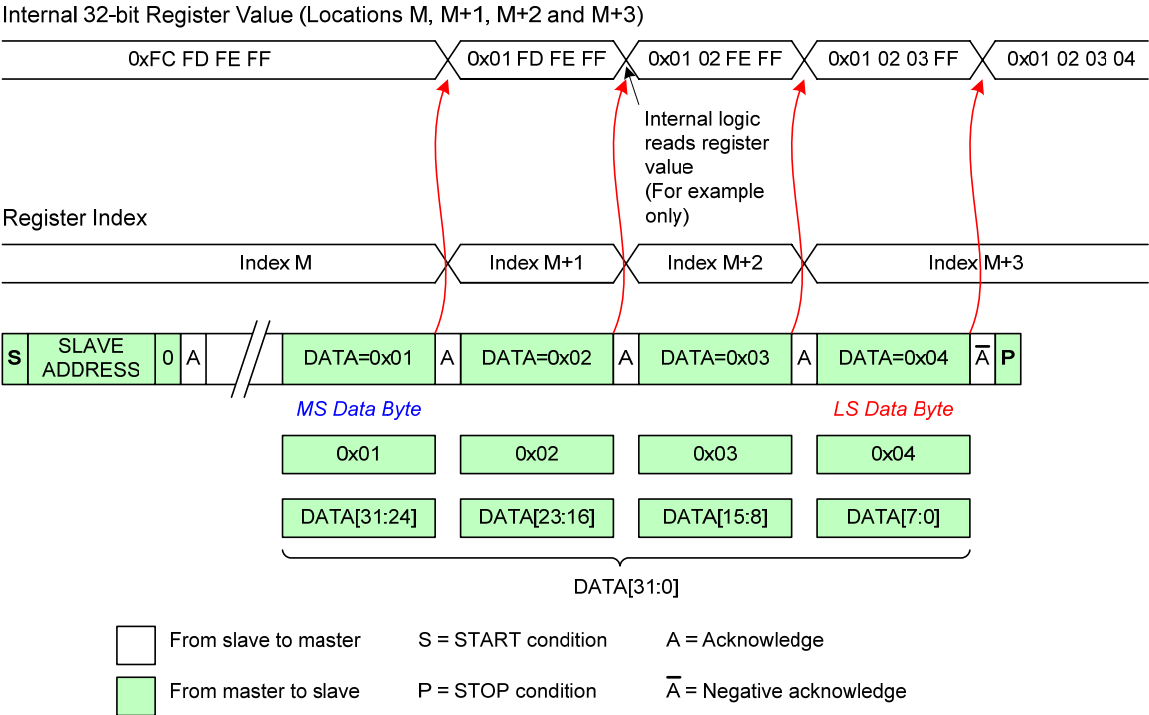 Internal 32-bit Register Value (Locations M, M+1, M+2 and M+3)
0xFC FD FE FF
0x01 FD FE FF
0x01 02 FE FF
0x01 02 03 FF
0x01 02 03 04
Internal logic
reads register
value
(For example
only)
Register Index
Index M
Index M+1
Index M+2
Index M+3
S
SLAVE
ADDRESS
0
A
DATA=0x01
A
DATA=0x02
A
DATA=0x03
A
DATA=0x04
A̅
P
MS Data Byte
LS Data Byte
0x01
0x02
0x03
0x04
DATA[31:24]
DATA[23:16]
DATA[15:8]
DATA[7:0]
DATA[31:0]
From slave to master
S = START condition
A = Acknowledge
From master to slave
P = STOP condition
A̅ = Negative acknowledge